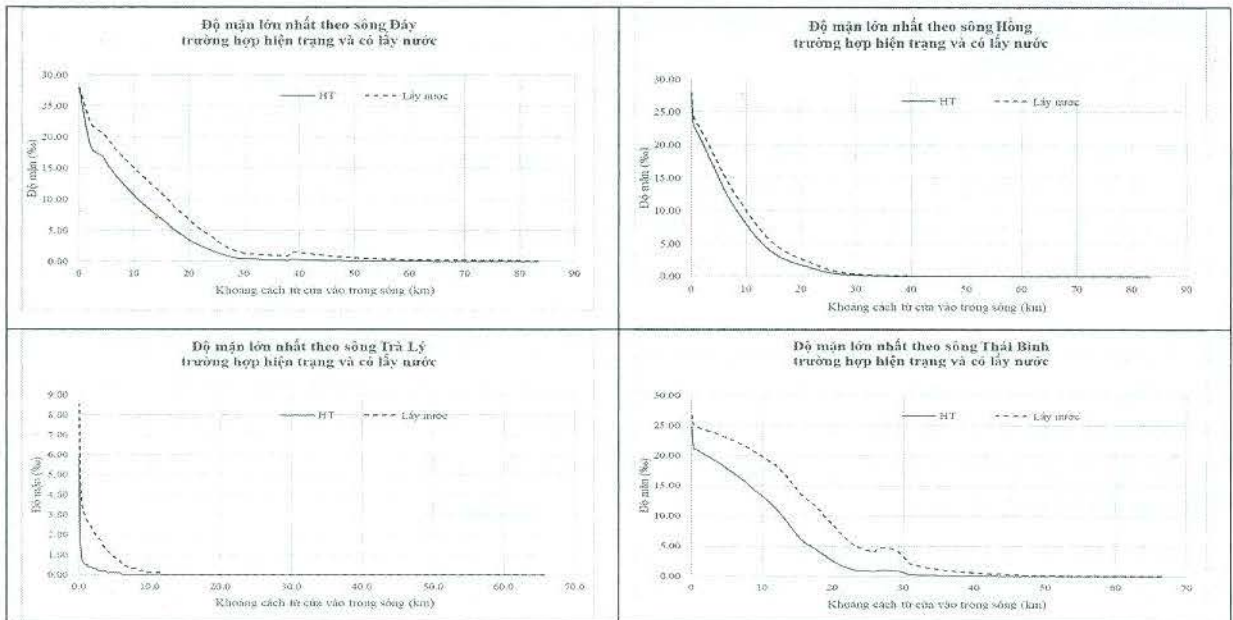 Độ mặn lớn nhất theo sông Đáy
trường hợp hiện trạng và có lấy nước
30.00
25.00
20.00
15.00
10.00
5.00
0.00
Độ mặn (‰)
HT
Lấy nước
0 10 20 30 40 50 60 70 80 90
Khoảng cách từ cửa vào trong sông (km)
Độ mặn lớn nhất theo sông Hồng
trường hợp hiện trạng và có lấy nước
30.00
25.00
20.00
15.00
10.00
5.00
0.00
Độ mặn (‰)
HT
Lấy nước
0 10 20 30 40 50 60 70 80 90
Khoảng cách từ cửa vào trong sông (km)
Độ mặn lớn nhất theo sông Trà Lý
trường hợp hiện trạng và có lấy nước
9.00
8.00
7.00
6.00
5.00
4.00
3.00
2.00
1.00
0.00
Độ mặn (‰)
HT
Lấy nước
0.0 10.0 20.0 30.0 40.0 50.0 60.0 70.0
Khoảng cách từ cửa vào trong sông (km)
Độ mặn lớn nhất theo sông Thái Bình
trường hợp hiện trạng và có lấy nước
30.00
25.00
20.00
15.00
10.00
5.00
0.00
Độ mặn (‰)
HT
Lấy nước
0 10 20 30 40 50 60 70
Khoảng cách từ cửa vào trong sông (km)